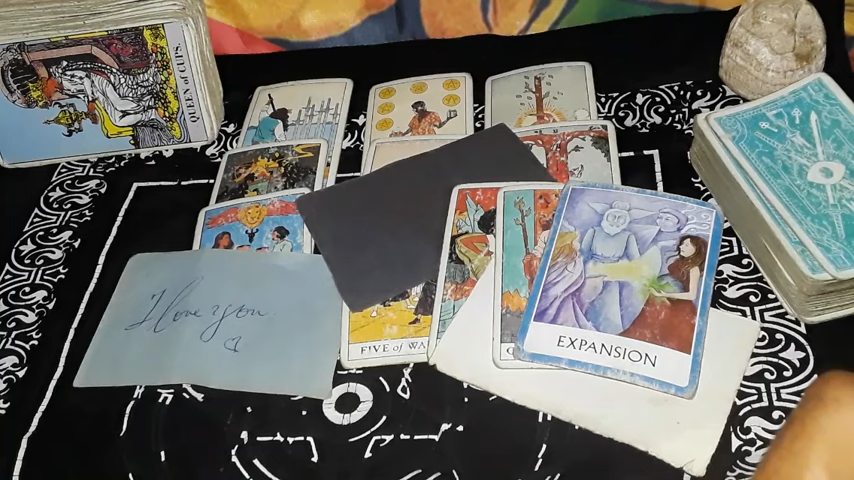 QUEEN of CUPS.
I love you
FIVE of WA
EXPANSION